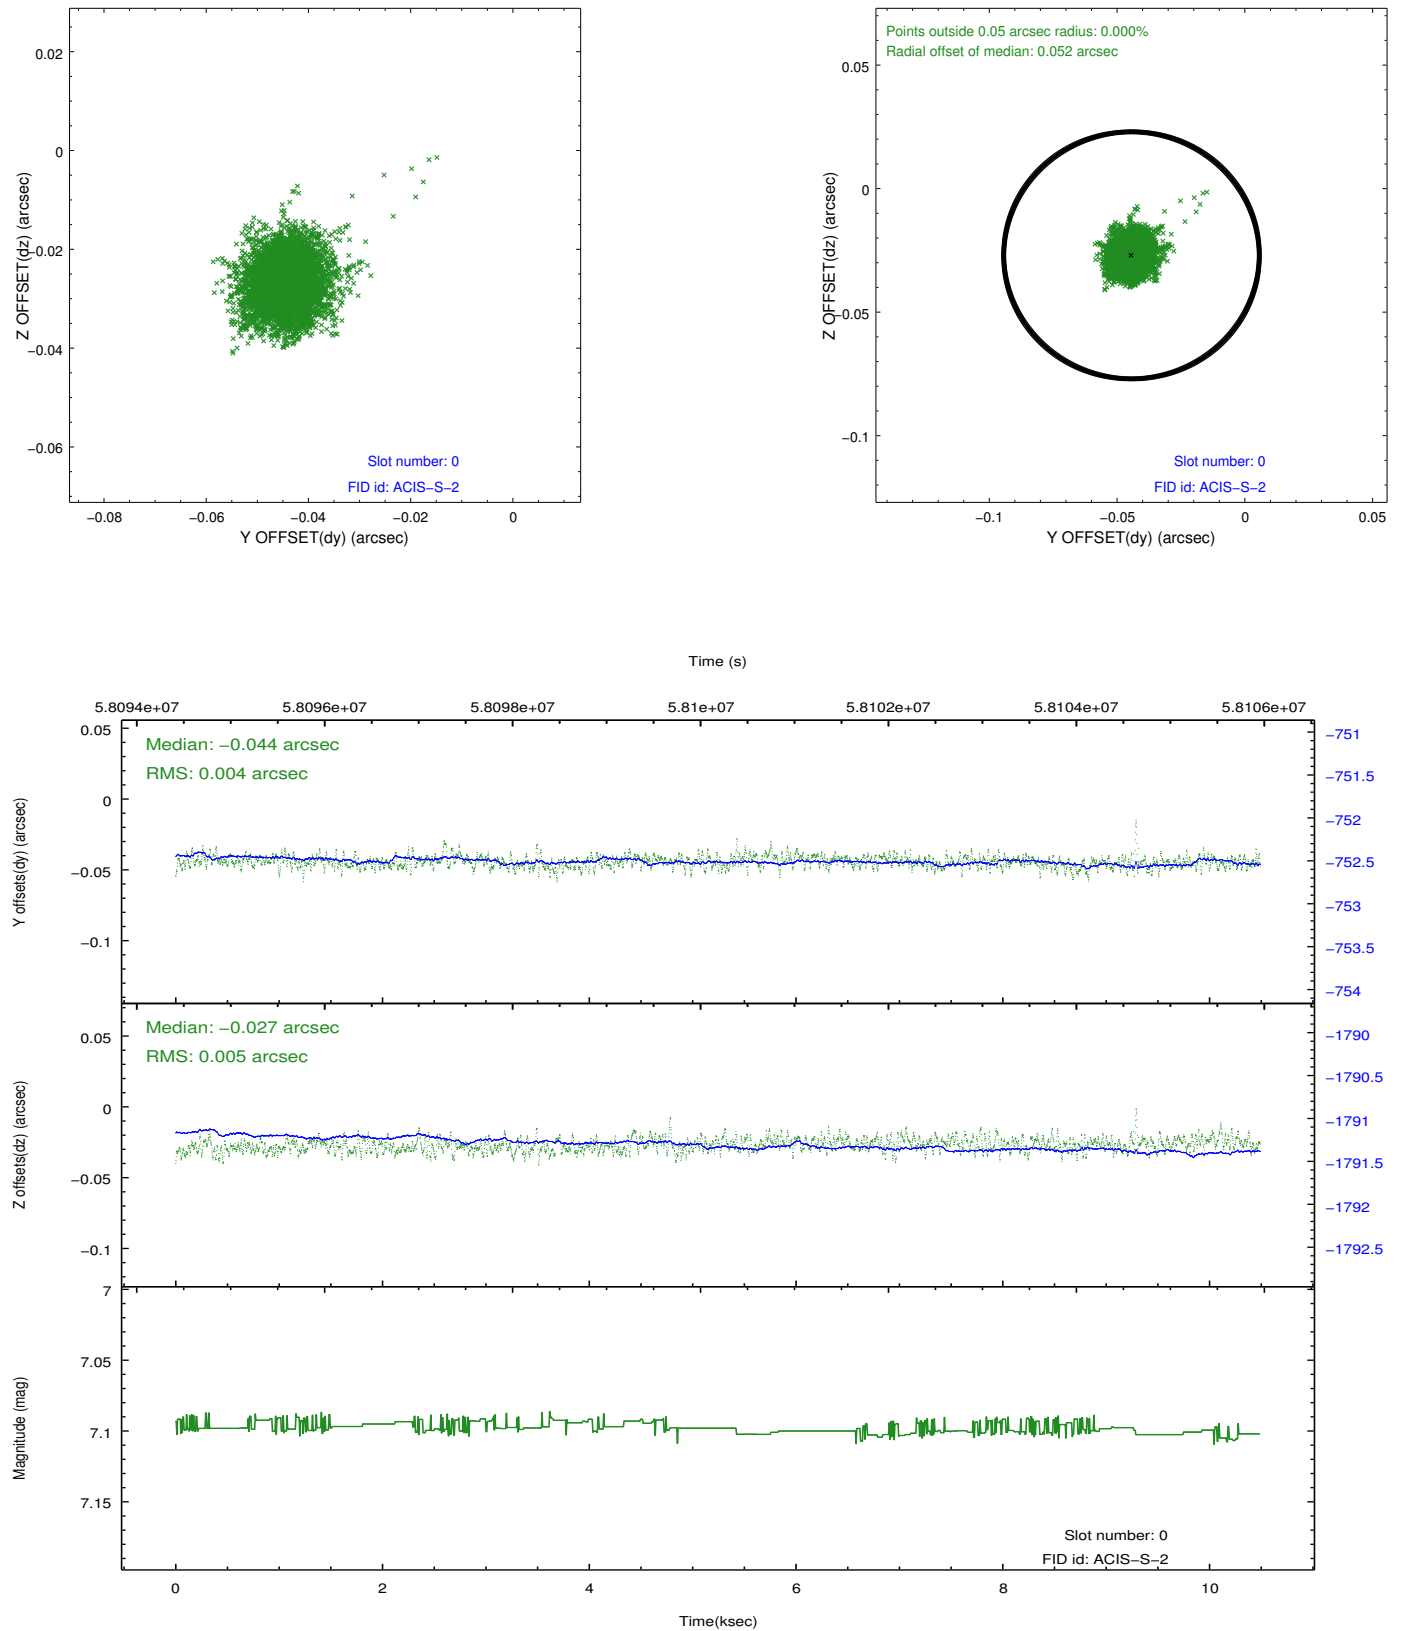 0.02
0
−0.02
−0.04
−0.06
Z OFFSET(dz) (arcsec)
Slot number: 0
FID id: ACIS−S−2
−0.08
−0.06
−0.04
−0.02
0
Y OFFSET(dy) (arcsec)
Points outside 0.05 arcsec radius: 0.000%
Radial offset of median: 0.052 arcsec
0.05
0
−0.05
−0.1
Z OFFSET(dz) (arcsec)
Slot number: 0
FID id: ACIS−S−2
−0.1
−0.05
0
0.05
Y OFFSET(dy) (arcsec)
Time (s)
5.8094e+07
5.8096e+07
5.8098e+07
5.81e+07
5.8102e+07
5.8104e+07
5.8106e+07
0.05
0
−0.05
−0.1
Y offsets(dy) (arcsec)
Median: −0.044 arcsec
RMS: 0.004 arcsec
−751
−751.5
−752
−752.5
−753
−753.5
−754
0.05
0
−0.05
−0.1
Z offsets(dz) (arcsec)
Median: −0.027 arcsec
RMS: 0.005 arcsec
−1790
−1790.5
−1791
−1791.5
−1792
−1792.5
7
7.05
7.1
7.15
Magnitude (mag)
Slot number: 0
FID id: ACIS−S−2
0
2
4
6
8
10
Time(ksec)